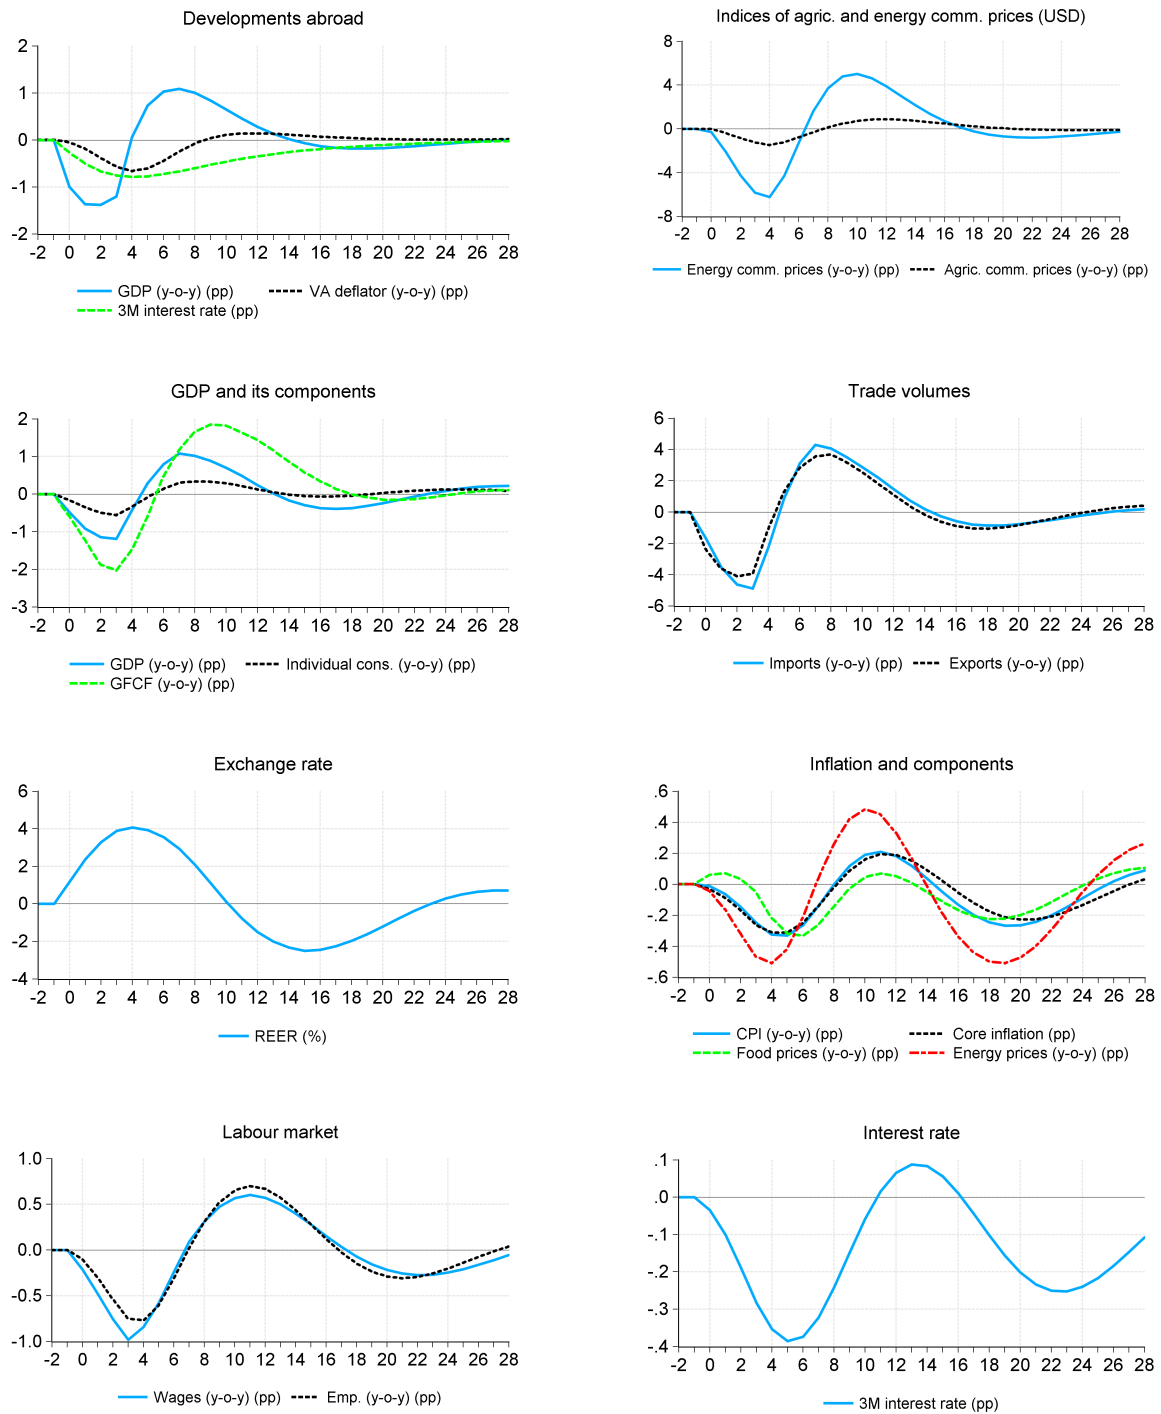 Developments abroad
2
1
0
-1
-2
-2 0 2 4 6 8 10 12 14 16 18 20 22 24 26 28
GDP (y-o-y) (pp) VA deflator (y-o-y) (pp)
3M interest rate (pp)
Indices of agric. and energy comm. prices (USD)
8
4
0
-4
-8
-2 0 2 4 6 8 10 12 14 16 18 20 22 24 26 28
Energy comm. prices (y-o-y) (pp) Agric. comm. prices (y-o-y) (pp)
GDP and its components
2
1
0
-1
-2
-3
-2 0 2 4 6 8 10 12 14 16 18 20 22 24 26 28
GDP (y-o-y) (pp) Individual cons. (y-o-y) (pp)
GFCF (y-o-y) (pp)
Trade volumes
6
4
2
0
-2
-4
-6
-2 0 2 4 6 8 10 12 14 16 18 20 22 24 26 28
Imports (y-o-y) (pp) Exports (y-o-y) (pp)
Exchange rate
6
4
2
0
-2
-4
-2 0 2 4 6 8 10 12 14 16 18 20 22 24 26 28
REER (%)
Inflation and components
.6
.4
.2
.0
-.2
-.4
-.6
-2 0 2 4 6 8 10 12 14 16 18 20 22 24 26 28
CPI (y-o-y) (pp) Core inflation (pp)
Food prices (y-o-y) (pp) Energy prices (y-o-y) (pp)
Labour market
1.0
0.5
0.0
-0.5
-1.0
-2 0 2 4 6 8 10 12 14 16 18 20 22 24 26 28
Wages (y-o-y) (pp) Emp. (y-o-y) (pp)
Interest rate
.1
.0
-.1
-.2
-.3
-.4
-2 0 2 4 6 8 10 12 14 16 18 20 22 24 26 28
3M interest rate (pp)